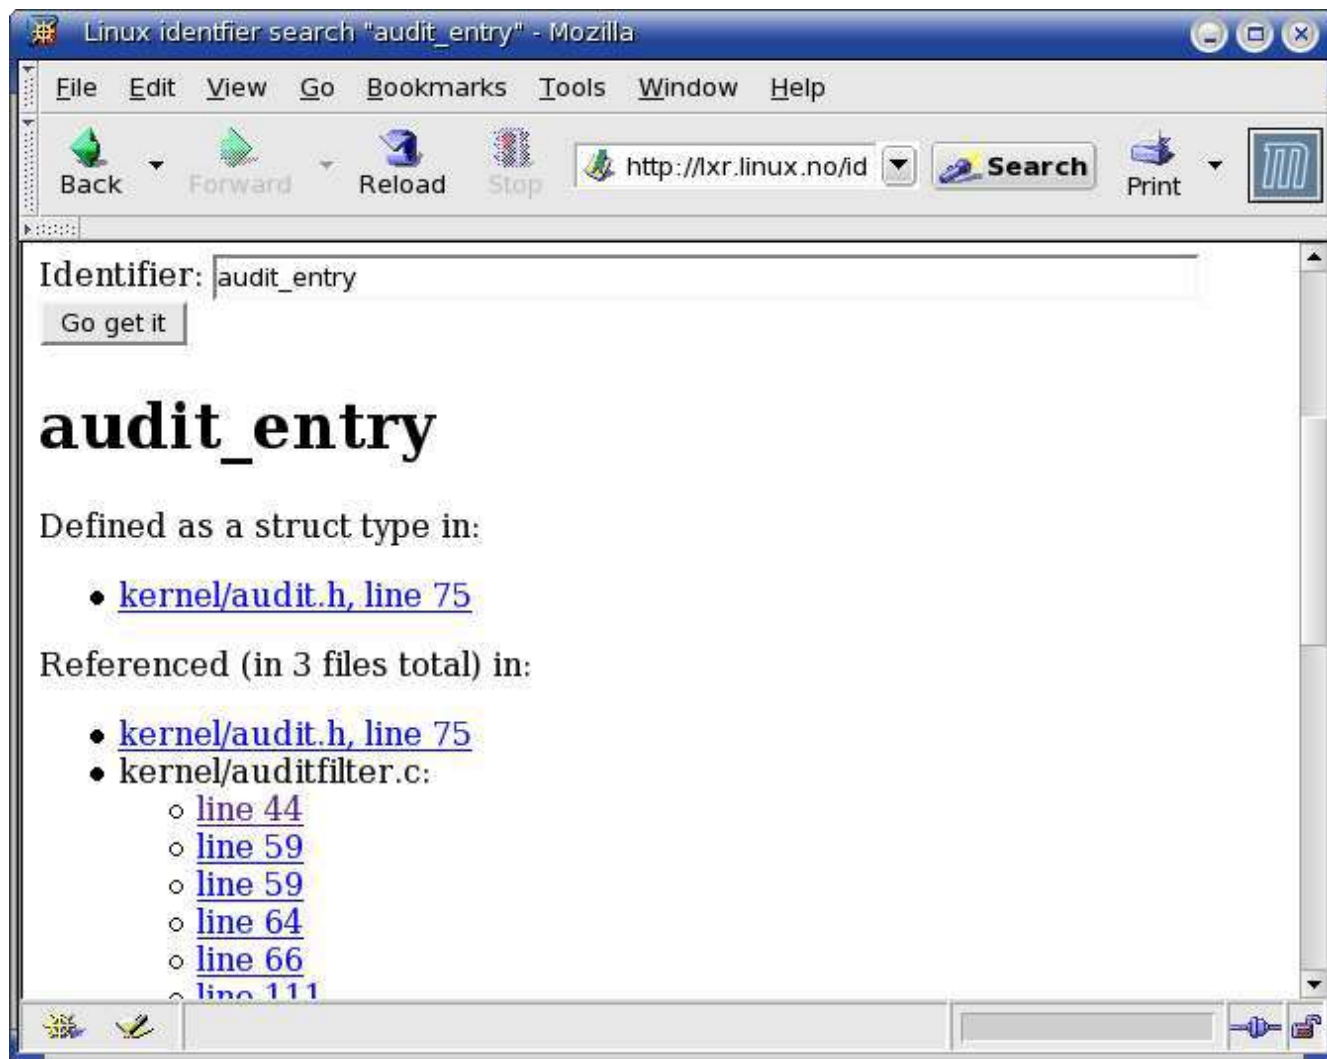 Linux identfier search "audit_entry" - Mozilla
File Edit View Go Bookmarks Tools Window Help
Back Forward Reload Stop http://lxr.linux.no/id Search Print
Identifier: audit_entry
Go get it
audit_entry
Defined as a struct type in:
kernel/audit.h, line 75
Referenced (in 3 files total) in:
kernel/audit.h, line 75
kernel/auditfilter.c:
line 44
line 59
line 59
line 64
line 66
line 111